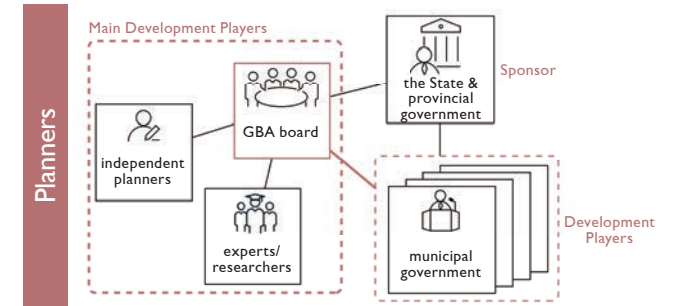 Main Development Players
Planners
GBA board
independent
planners
experts/
researchers
the State &
provincial
government
Sponsor
municipal
government
Development
Players